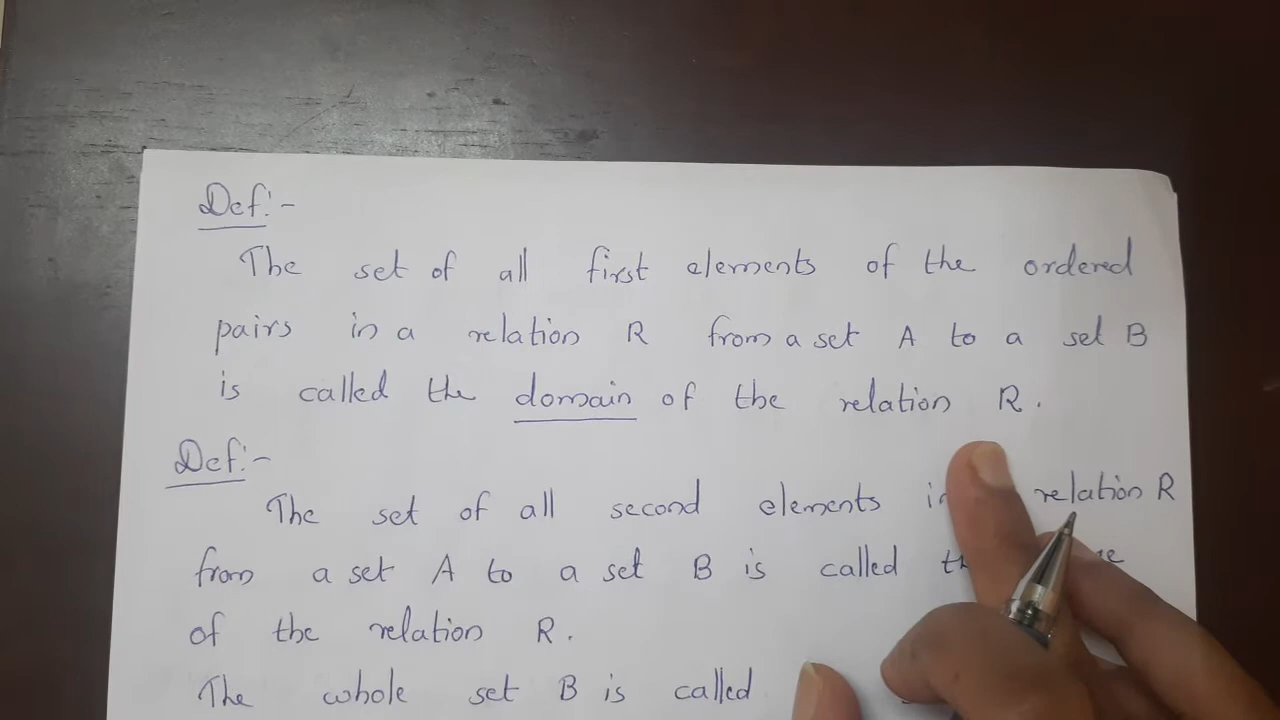 Def:-
The set of all first elements of the ordered
pairs in a relation R from a set A to a set B
is called the domain of the relation R.
Def:-
The set of all second elements in relation R
from a set A to a set B is called
of the relation R.
The whole set B is called